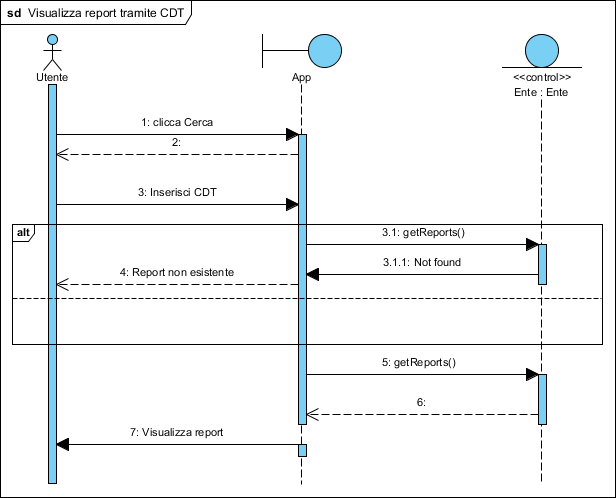 sd Visualizza report tramite CDT
Utente
App
<<control>>
Ente : Ente
1: clicca Cerca
2:
3: Inserisci CDT
alt
3.1: getReports()
3.1.1: Not found
4: Report non esistente
5: getReports()
6:
7: Visualizza report